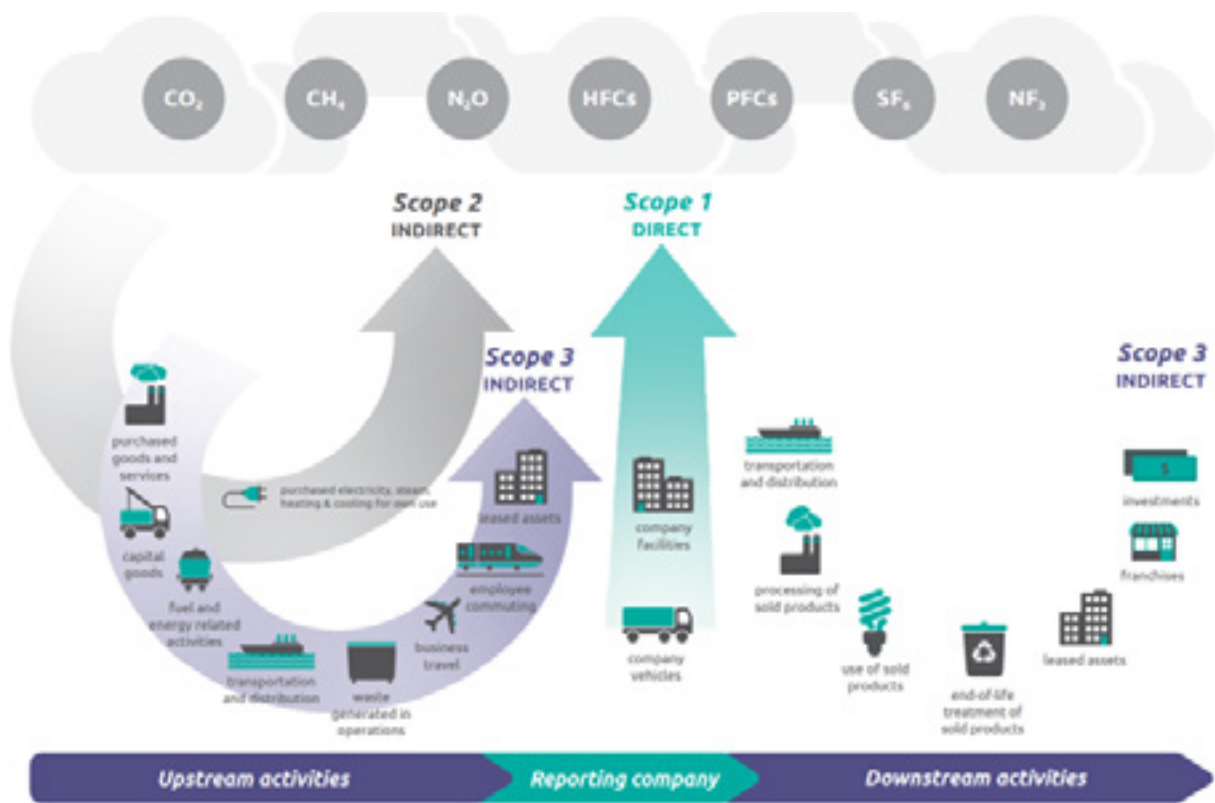 CO₂ CH₄ N₂O HFCs PFCs SF₆ NF₃
Scope 2
INDIRECT
Scope 1
DIRECT
Scope 3
INDIRECT
Scope 3
INDIRECT
purchased
goods and
services
capital
goods
fuel and
energy related
activities
purchased electricity, steam,
heating & cooling for own use
transportation
and distribution
waste
generated in
operations
business
travel
employee
commuting
leased assets
company
facilities
company
vehicles
transportation
and distribution
processing of
sold products
use of sold
products
end-of-life
treatment of
sold products
leased assets
franchises
$
investments
Upstream activities
Reporting company
Downstream activities